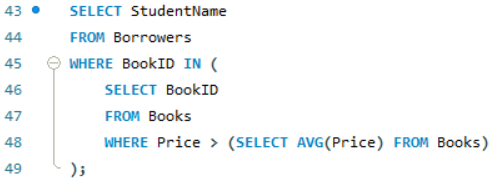 43 SELECT StudentName
44 FROM Borrowers
45 WHERE BookID IN (
46 SELECT BookID
47 FROM Books
48 WHERE Price > (SELECT AVG(Price) FROM Books)
49 );